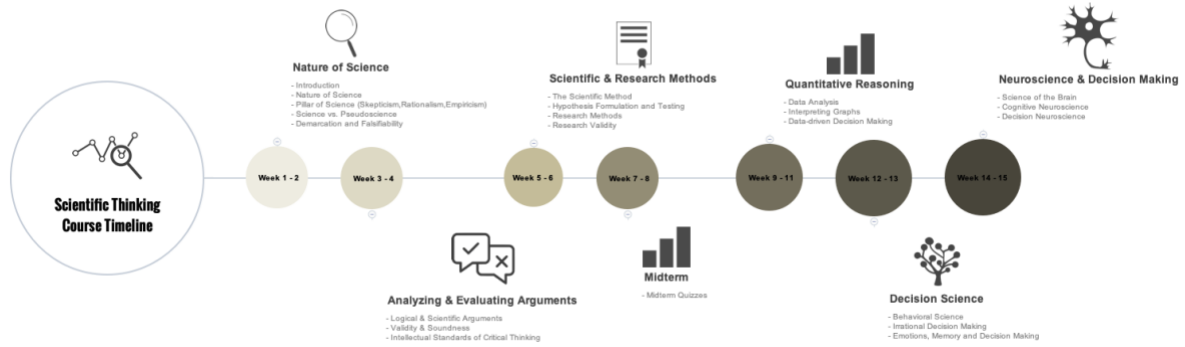 Scientific Thinking
Course Timeline
Week 1 - 2
Nature of Science
- Introduction
- Nature of Science
- Pillar of Science (Skepticism,Rationalism,Empiricism)
- Science vs. Pseudoscience
- Demarcation and Falsifiability
Week 3 - 4
Analyzing & Evaluating Arguments
- Logical & Scientific Arguments
- Validity & Soundness
- Intellectual Standards of Critical Thinking
Week 5 - 6
Scientific & Research Methods
- The Scientific Method
- Hypothesis Formulation and Testing
- Research Methods
- Research Validity
Week 7 - 8
Midterm
- Midterm Quizzes
Week 9 - 11
Quantitative Reasoning
- Data Analysis
- Interpreting Graphs
- Data-driven Decision Making
Week 12 - 13
Decision Science
- Behavioral Science
- Irrational Decision Making
- Emotions, Memory and Decision Making
Week 14 - 15
Neuroscience & Decision Making
- Science of the Brain
- Cognitive Neuroscience
- Decision Neuroscience